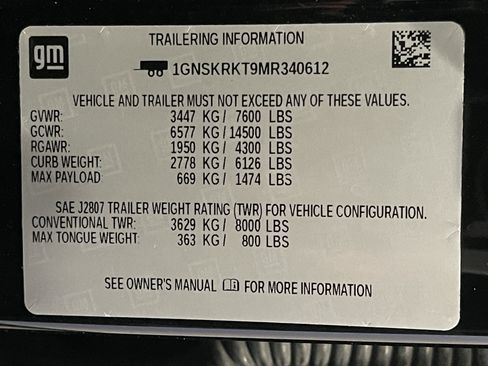 gm
TRAILERING INFORMATION
1GNSKRKT9MR340612
VEHICLE AND TRAILER MUST NOT EXCEED ANY OF THESE VALUES.
GVWR: 3447 KG/ 7600 LBS
GCWR: 6577 KG/ 14500 LBS
RGAWR: 1950 KG/ 4300 LBS
CURB WEIGHT: 2778 KG/ 6126 LBS
MAX PAYLOAD: 669 KG/ 1474 LBS
SAE J2807 TRAILER WEIGHT RATING (TWR) FOR VEHICLE CONFIGURATION.
CONVENTIONAL TWR: 3629 KG/ 8000 LBS
MAX TONGUE WEIGHT: 363 KG/ 800 LBS
SEE OWNER'S MANUAL FOR MORE INFORMATION